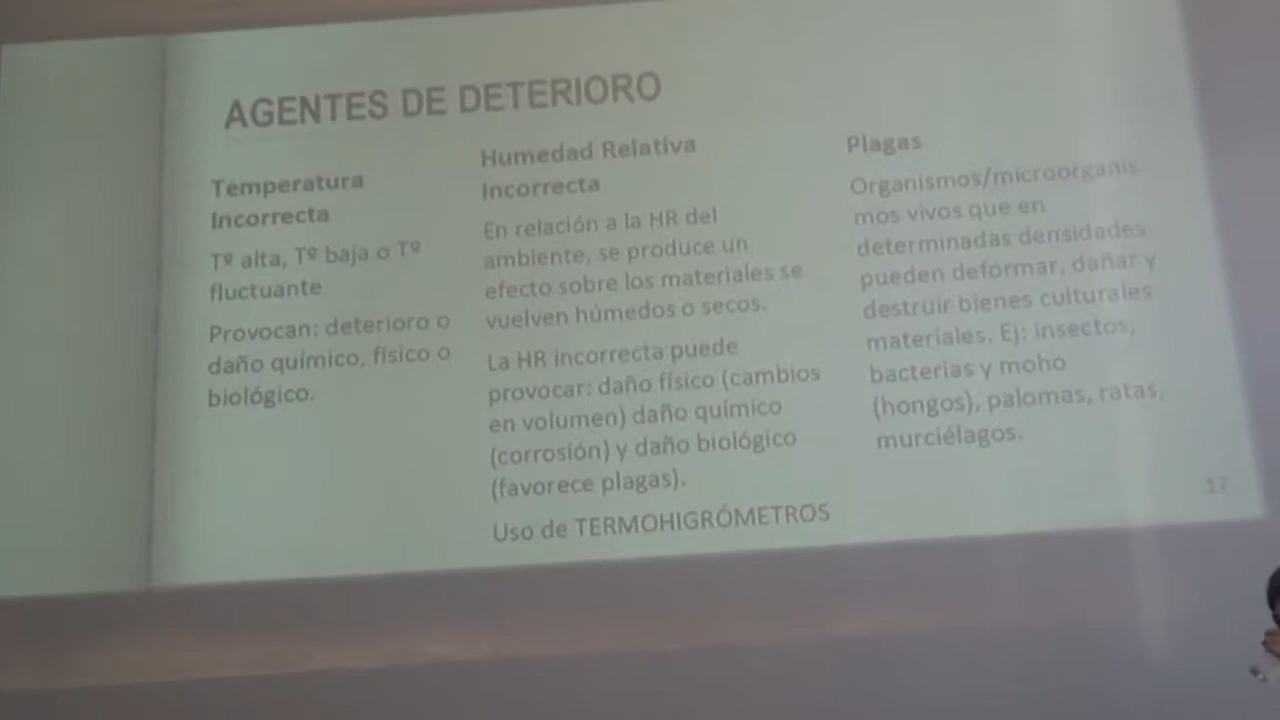 AGENTES DE DETERIORO
Temperatura
Incorrecta
Tº alta, Tº baja o Tº
fluctuante
Provocan: deterioro o
daño químico, físico o
biológico.
Humedad Relativa
Incorrecta
En relación a la HR del
ambiente, se produce un
efecto sobre los materiales se
vuelven húmedos o secos.
La HR incorrecta puede
provocar: daño físico (cambios
en volumen) daño químico
(corrosión) y daño biológico
(favorece plagas).
Uso de TERMOHIGRÓMETROS
Plagas
Organismos/microorganis
mos vivos que en
determinadas densidades
pueden deformar, dañar y
destruir bienes culturales
materiales. Ej: insectos,
bacterias y moho
(hongos), palomas, ratas,
murciélagos.
17